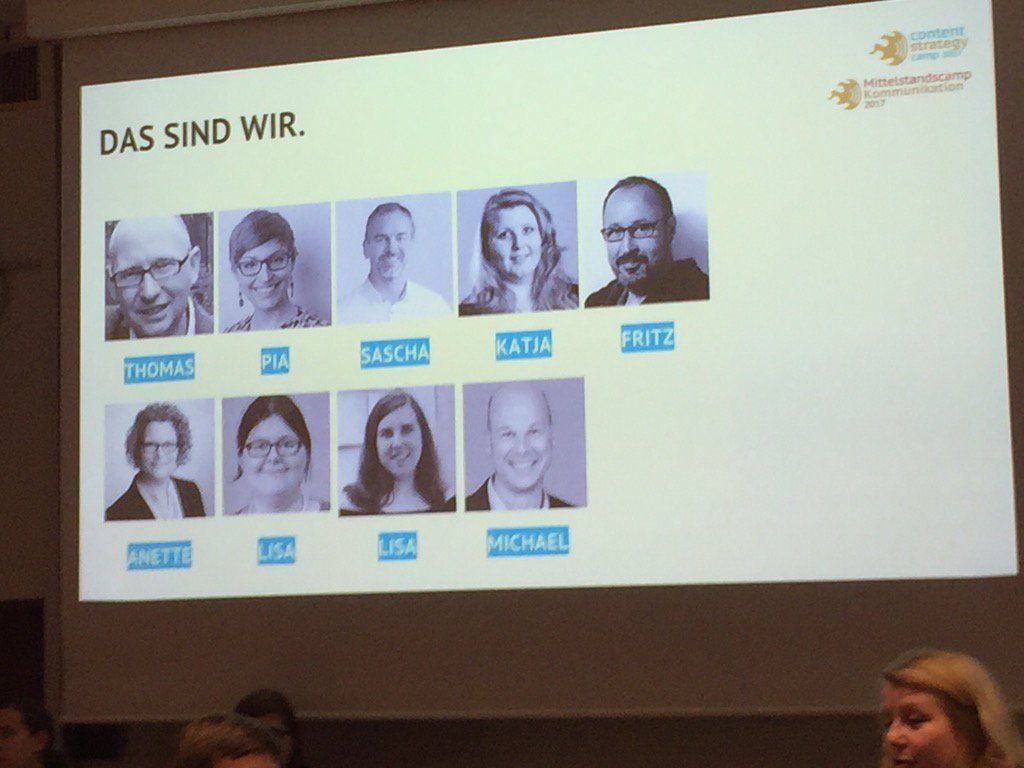 content
strategy
camp 2017
Mittelstandscamp
Kommunikation
2017
DAS SIND WIR.
THOMAS
PIA
SASCHA
KATJA
FRITZ
ANETTE
LISA
LISA
MICHAEL